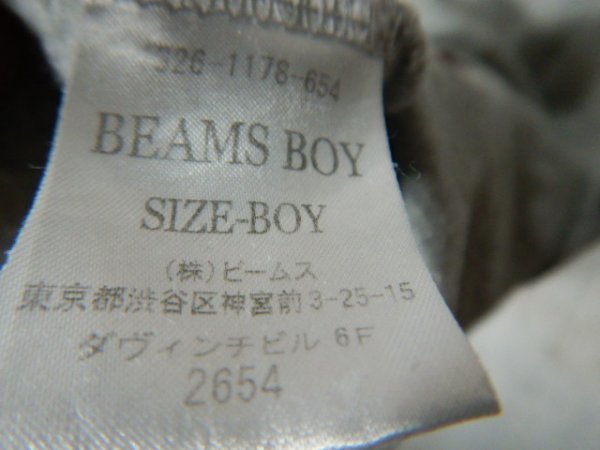 326-1178-654
BEAMS BOY
SIZE-BOY
(株)ビームス
東京都渋谷区神宮前3-25-15
ダヴィンチビル 6F
2654